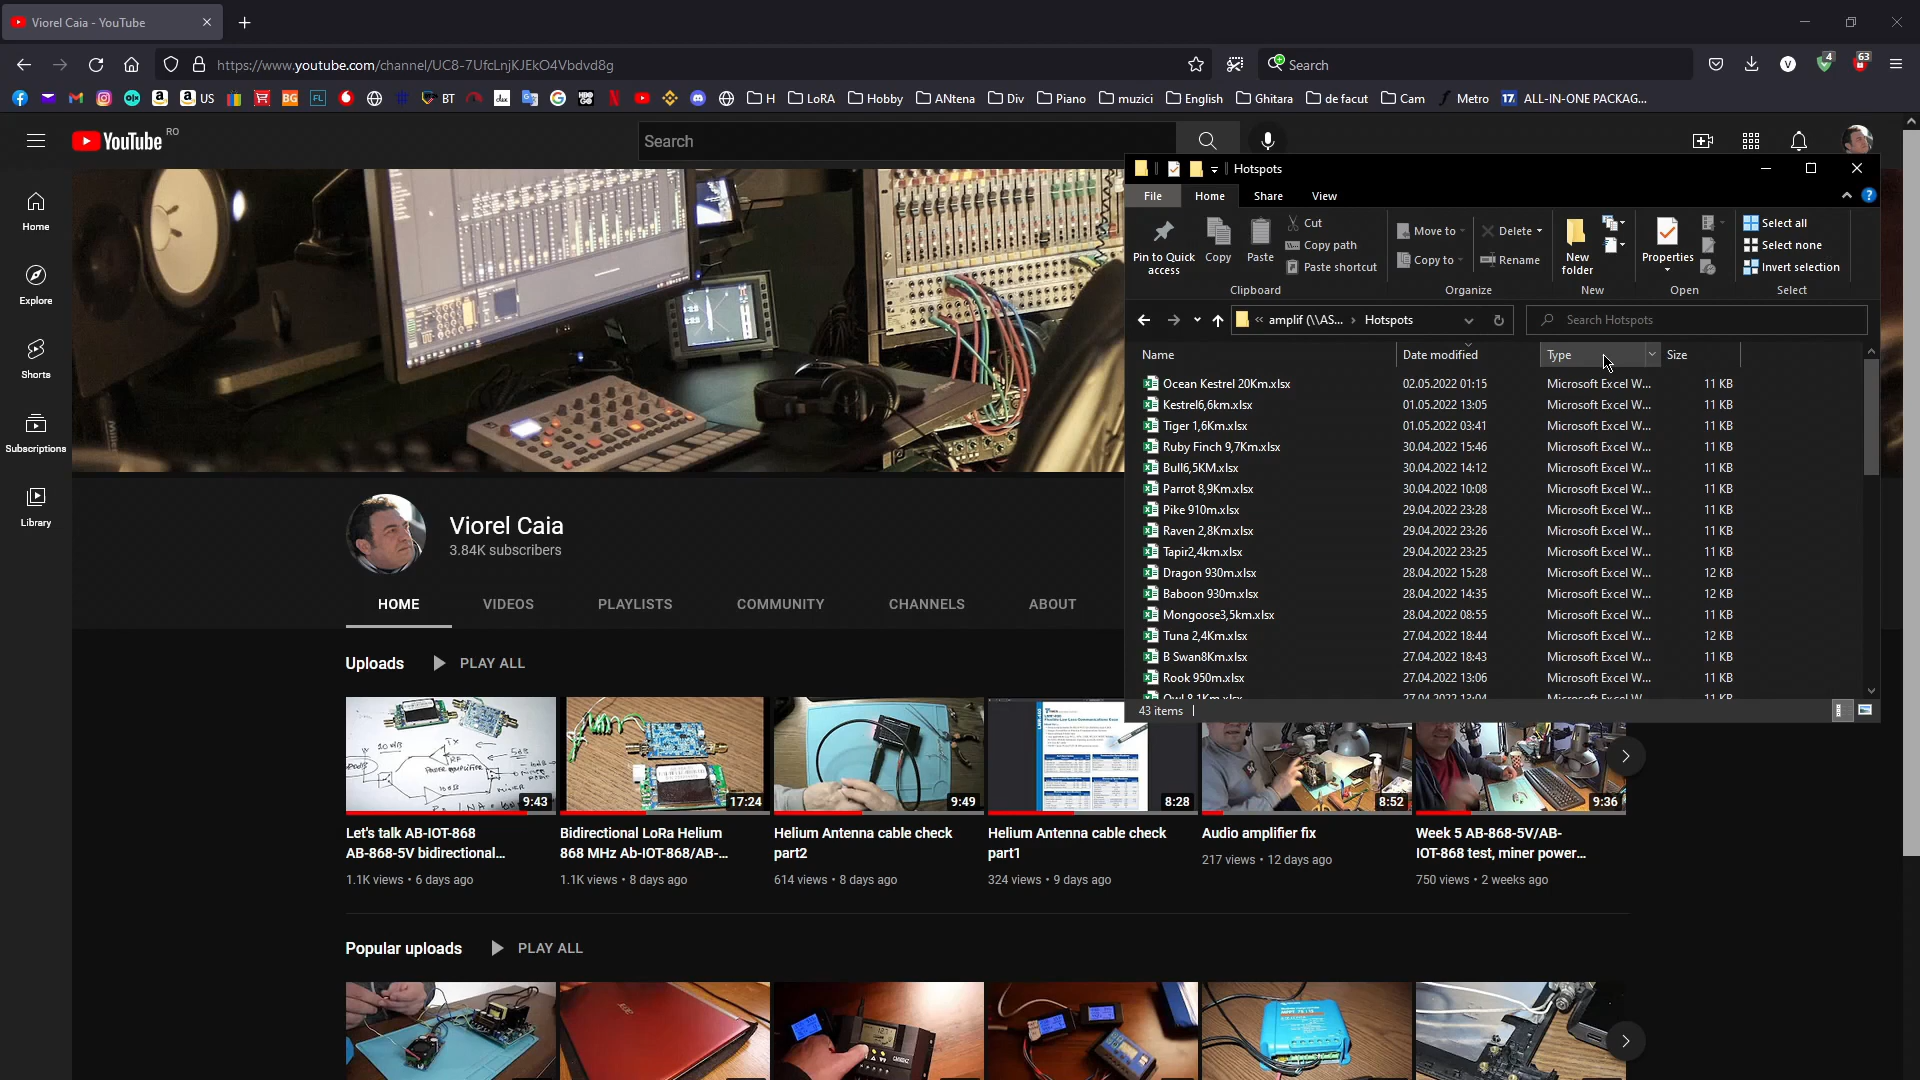 Viorel Caia - YouTube
https://www.youtube.com/channel/UC8-7UfcLnjKJEkO4Vbdvd8g
Search
4
63
US
BT
H
LoRA
Hobby
ANtena
Div
Piano
muzici
English
Ghitara
de facut
Cam
Metro
17
ALL-IN-ONE PACKAG...
YouTube RO
Search
Home
Explore
Shorts
Subscriptions
Library
Hotspots
File
Home
Share
View
Pin to Quick access
Copy
Paste
Cut
Copy path
Paste shortcut
Clipboard
Move to
Copy to
Delete
Rename
Organize
New folder
New
Properties
Open
Select all
Select none
Invert selection
Select
« amplif (\\AS... > Hotspots
Search Hotspots
Name Date modified Type Size
Ocean Kestrel 20Km.xlsx 02.05.2022 01:15 Microsoft Excel W... 11 KB
Kestrel6,6km.xlsx 01.05.2022 13:05 Microsoft Excel W... 11 KB
Tiger 1,6Km.xlsx 01.05.2022 03:41 Microsoft Excel W... 11 KB
Ruby Finch 9,7Km.xlsx 30.04.2022 15:46 Microsoft Excel W... 11 KB
Bull6,5KM.xlsx 30.04.2022 14:12 Microsoft Excel W... 11 KB
Parrot 8,9Km.xlsx 30.04.2022 10:08 Microsoft Excel W... 11 KB
Pike 910m.xlsx 29.04.2022 23:28 Microsoft Excel W... 11 KB
Raven 2,8Km.xlsx 29.04.2022 23:26 Microsoft Excel W... 11 KB
Tapir2,4km.xlsx 29.04.2022 23:25 Microsoft Excel W... 11 KB
Dragon 930m.xlsx 28.04.2022 15:28 Microsoft Excel W... 12 KB
Baboon 930m.xlsx 28.04.2022 14:35 Microsoft Excel W... 12 KB
Mongoose3,5km.xlsx 28.04.2022 08:55 Microsoft Excel W... 11 KB
Tuna 2,4Km.xlsx 27.04.2022 18:44 Microsoft Excel W... 12 KB
B Swan8Km.xlsx 27.04.2022 18:43 Microsoft Excel W... 11 KB
Rook 950m.xlsx 27.04.2022 13:06 Microsoft Excel W... 11 KB
Owl 8,1Km.xlsx 27.04.2022 13:04 Microsoft Excel W... 11 KB
43 items
Viorel Caia
3.84K subscribers
HOME
VIDEOS
PLAYLISTS
COMMUNITY
CHANNELS
ABOUT
Uploads
PLAY ALL
9:43
17:24
9:49
8:28
8:52
9:36
Let's talk AB-IOT-868
AB-868-5V bidirectional...
1.1K views • 6 days ago
Bidirectional LoRa Helium
868 MHz Ab-IOT-868/AB-...
1.1K views • 8 days ago
Helium Antenna cable check
part2
614 views • 8 days ago
Helium Antenna cable check
part1
324 views • 9 days ago
Audio amplifier fix
217 views • 12 days ago
Week 5 AB-868-5V/AB-
IOT-868 test, miner power...
750 views • 2 weeks ago
Popular uploads
PLAY ALL